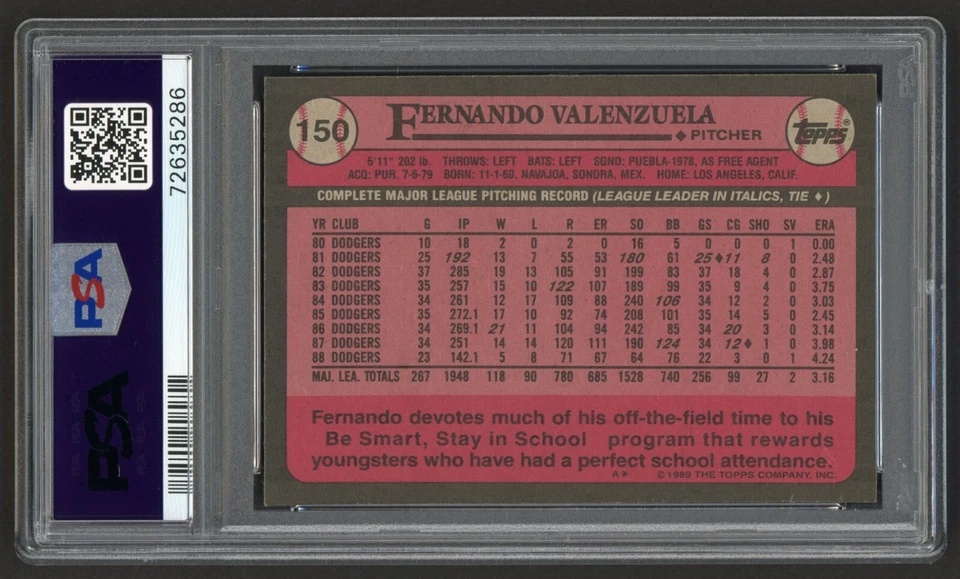 PSA
PSA
72635286
150
FERNANDO VALENZUELA
◆ PITCHER
TOPPS®
5'11" 202 lb. THROWS: LEFT BATS: LEFT SGND: PUEBLA-1978, AS FREE AGENT
ACQ: PUR. 7-6-79 BORN: 11-1-60, NAVAJOA, SONORA, MEX. HOME: LOS ANGELES, CALIF.
COMPLETE MAJOR LEAGUE PITCHING RECORD (LEAGUE LEADER IN ITALICS, TIE ♦)
YR CLUB G IP W L R ER SO BB GS CG SHO SV ERA
80 DODGERS 10 18 2 0 2 0 16 5 0 0 0 1 0.00
81 DODGERS 25 192 13 7 55 53 180 61 25♦11 8 0 2.48
82 DODGERS 37 285 19 13 105 91 199 83 37 18 4 0 2.87
83 DODGERS 35 257 15 10 122 107 189 99 35 9 4 0 3.75
84 DODGERS 34 261 12 17 109 88 240 106 34 12 2 0 3.03
85 DODGERS 35 272.1 17 10 92 74 208 101 35 14 5 0 2.45
86 DODGERS 34 269.1 21 11 104 94 242 85 34 20 3 0 3.14
87 DODGERS 34 251 14 14 120 111 190 124 34 12♦ 1 0 3.98
88 DODGERS 23 142.1 5 8 71 67 64 76 22 3 0 1 4.24
MAJ. LEA. TOTALS 267 1948 118 90 780 685 1528 740 256 99 27 2 3.16
Fernando devotes much of his off-the-field time to his
Be Smart, Stay in School program that rewards
youngsters who have had a perfect school attendance.
A* © 1989 THE TOPPS COMPANY, INC.